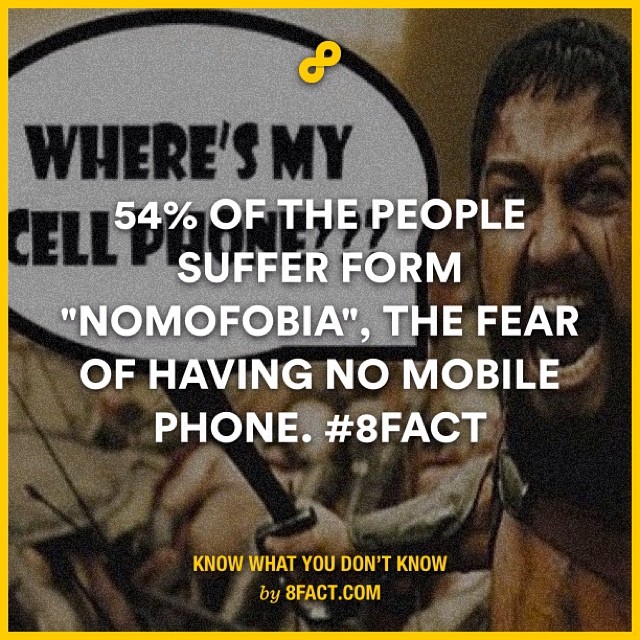 WHERE'S MY
CELL PHONE???
54% OF THE PEOPLE
SUFFER FORM
"NOMOFOBIA", THE FEAR
OF HAVING NO MOBILE
PHONE. #8FACT
KNOW WHAT YOU DON'T KNOW
by 8FACT.COM